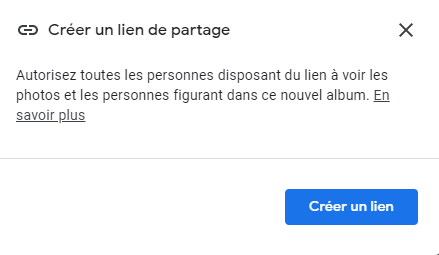 Créer un lien de partage
Autorisez toutes les personnes disposant du lien à voir les
photos et les personnes figurant dans ce nouvel album. En
savoir plus
Créer un lien